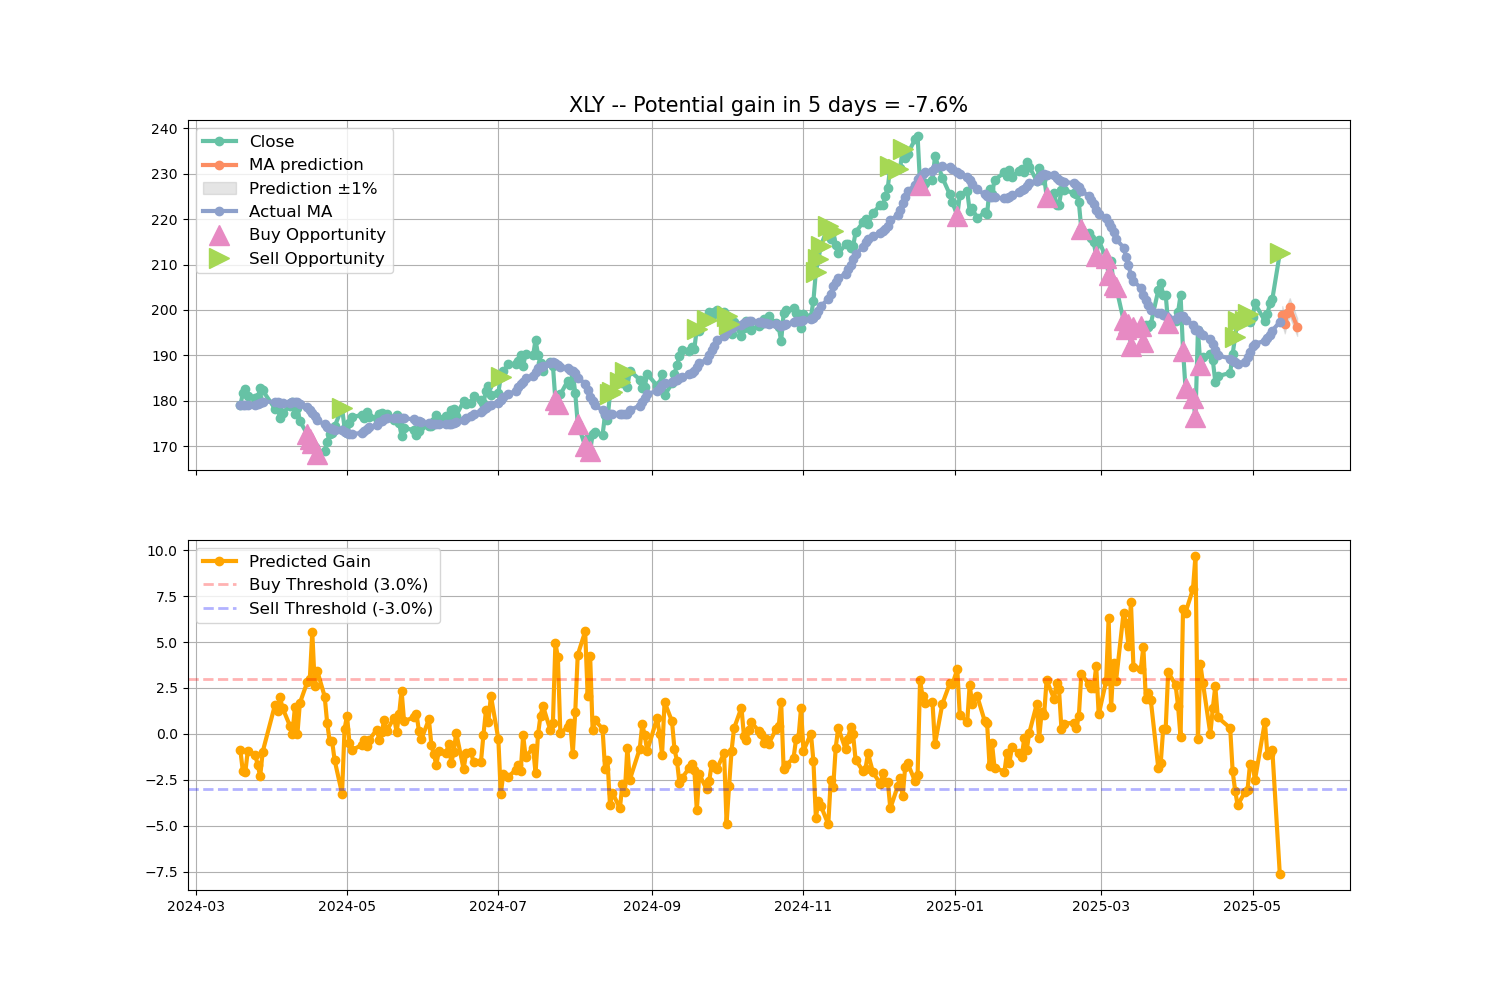 XLY -- Potential gain in 5 days = -7.6%
240
230
220
210
200
190
180
170
Close
MA prediction
Prediction ±1%
Actual MA
Buy Opportunity
Sell Opportunity
10.0
7.5
5.0
2.5
0.0
−2.5
−5.0
−7.5
Predicted Gain
Buy Threshold (3.0%)
Sell Threshold (-3.0%)
2024-03
2024-05
2024-07
2024-09
2024-11
2025-01
2025-03
2025-05